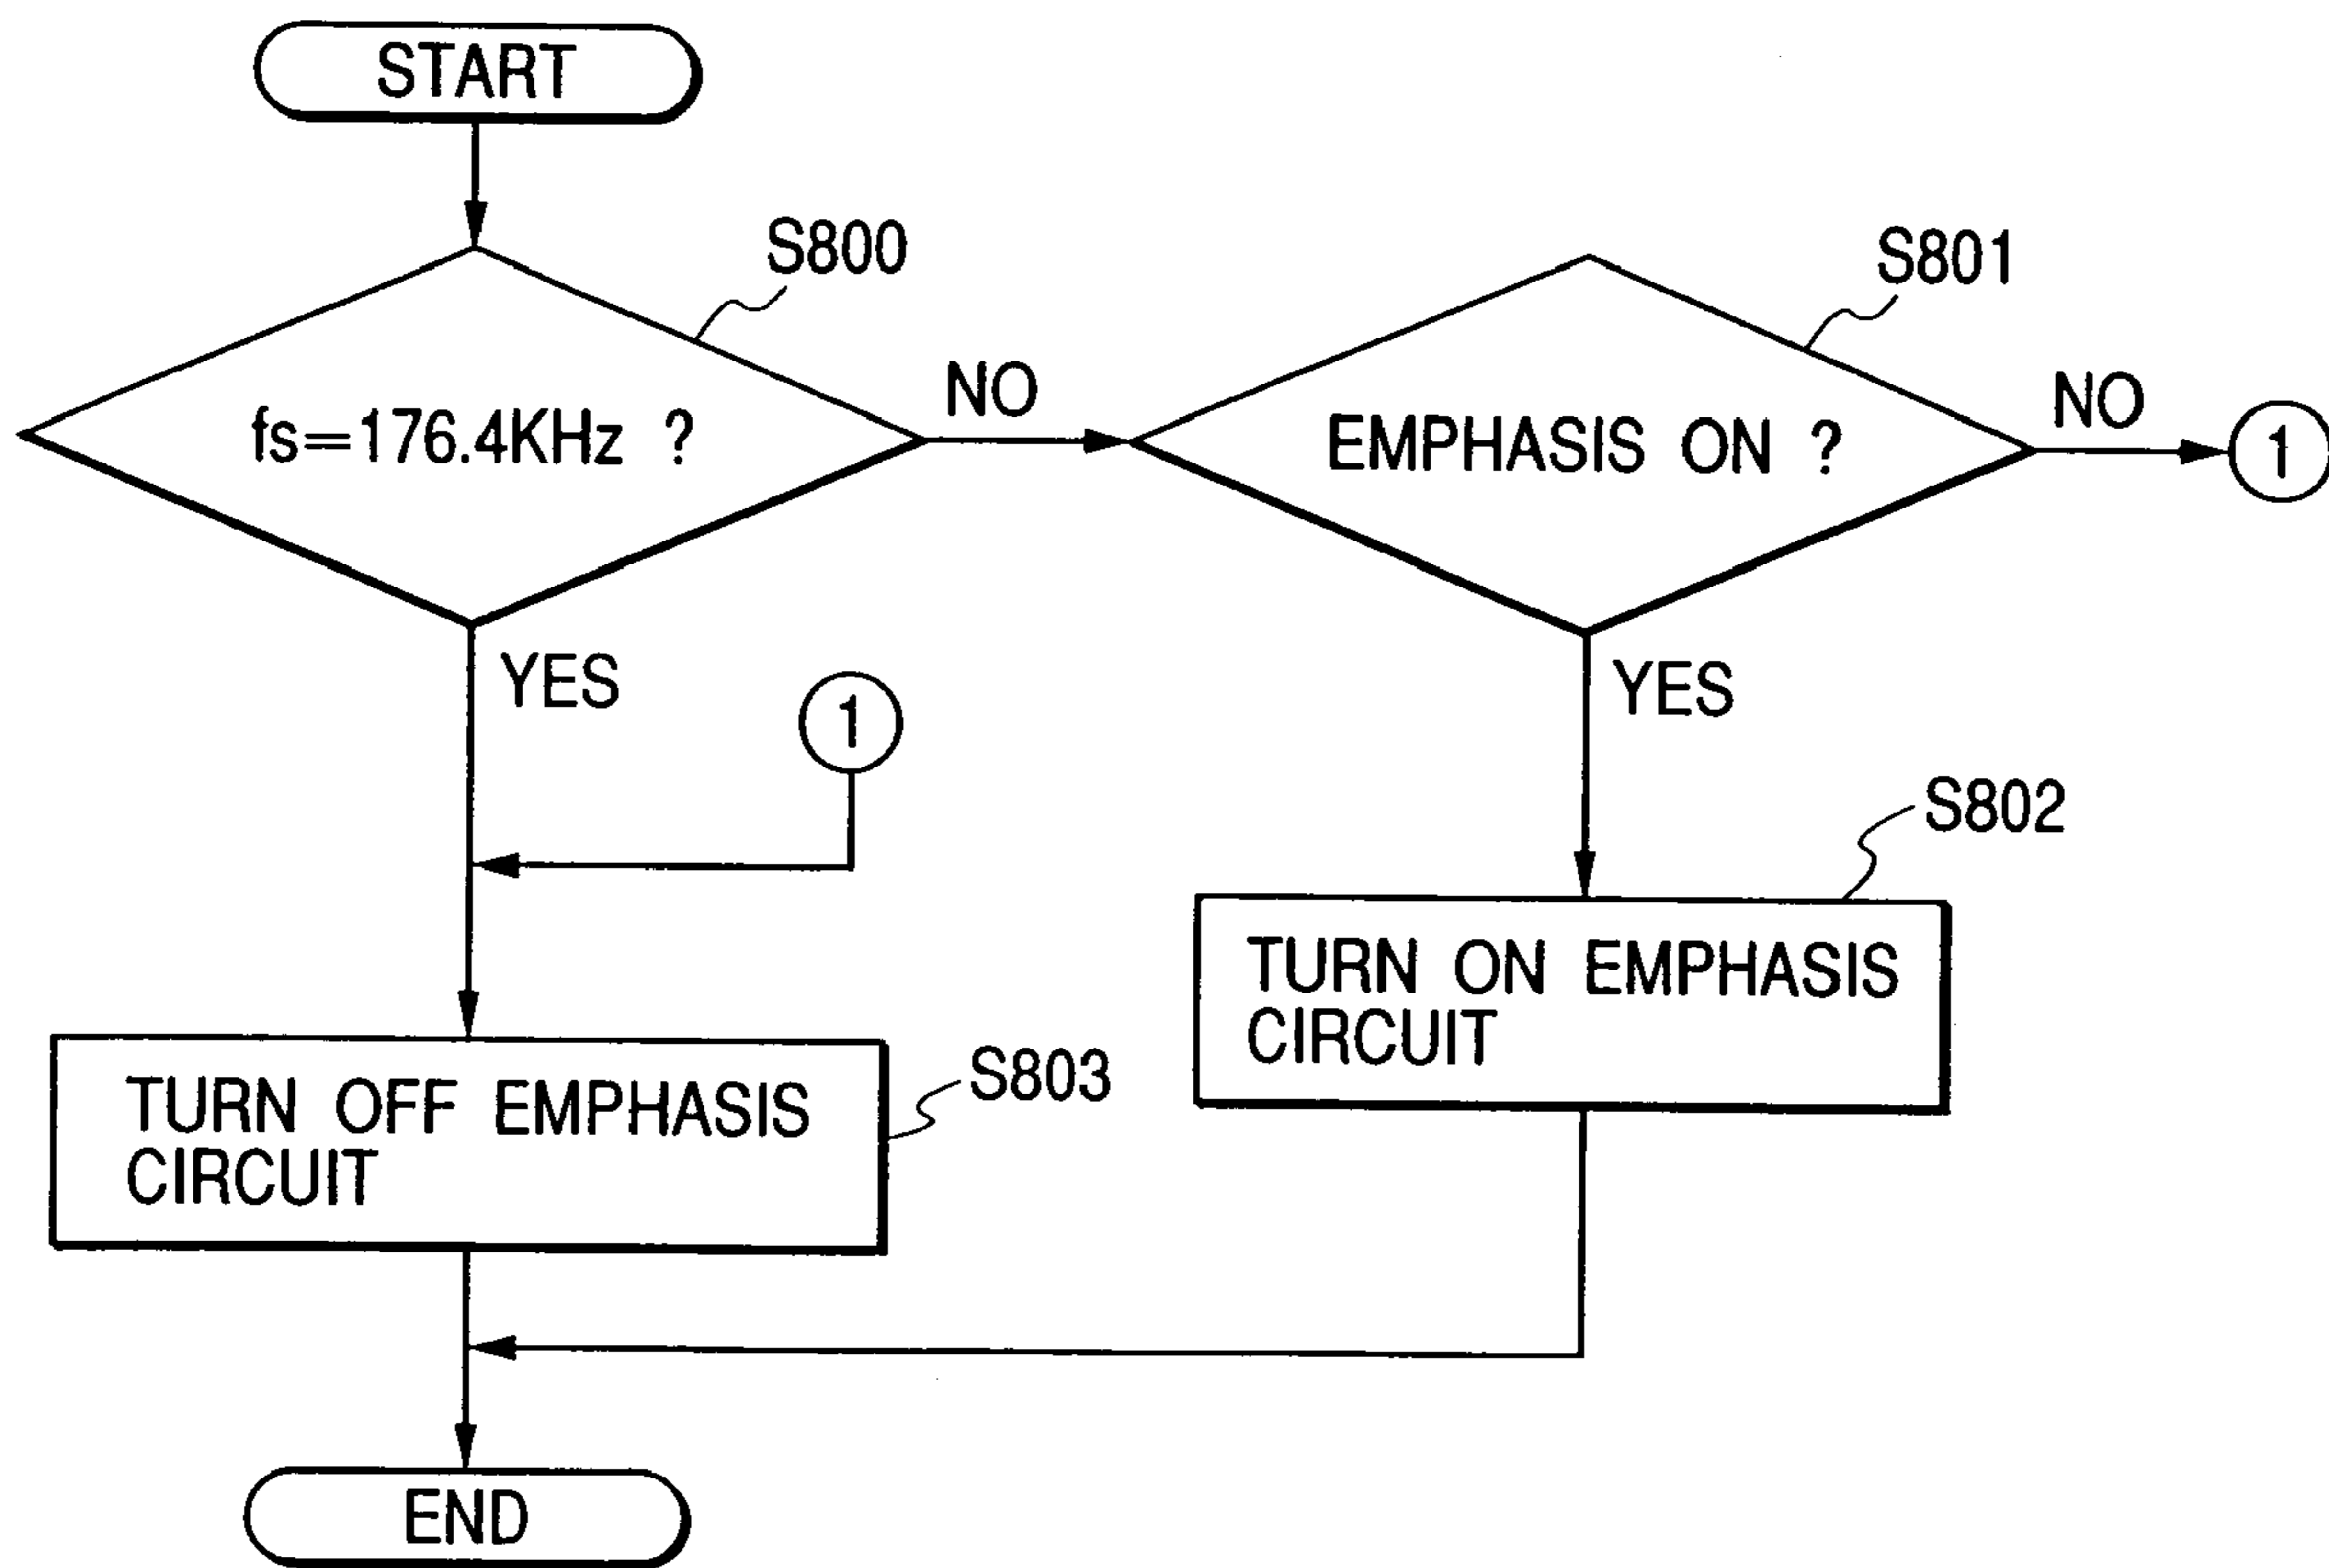 START
S800
fs=176.4KHz ?
NO
S801
EMPHASIS ON ?
NO
1
YES
1
YES
S802
TURN ON EMPHASIS
CIRCUIT
TURN OFF EMPHASIS
CIRCUIT
S803
END